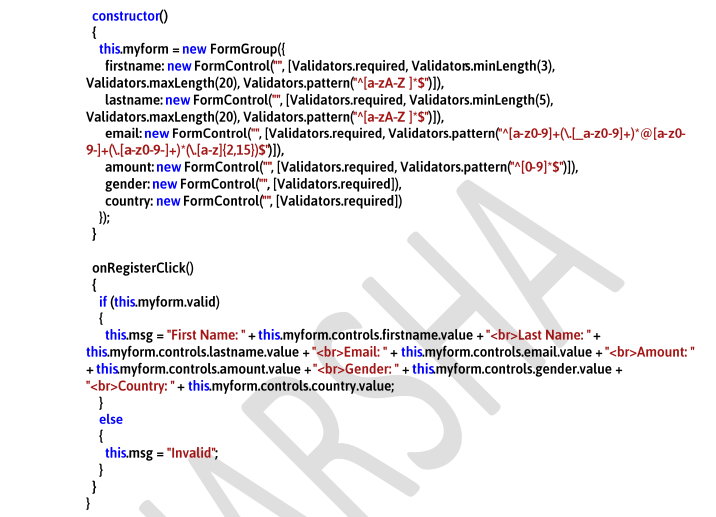 constructor()
{
this.myform = new FormGroup({
firstname: new FormControl("", [Validators.required, Validators.minLength(3),
Validators.maxLength(20), Validators.pattern("^[a-zA-Z ]*$")]),
lastname: new FormControl("", [Validators.required, Validators.minLength(5),
Validators.maxLength(20), Validators.pattern("^[a-zA-Z ]*$")]),
email: new FormControl("", [Validators.required, Validators.pattern("^[a-z0-9]+(\.[_a-z0-9]+)*@[a-z0-
9-]+(\.[a-z0-9-]+)*(\.[a-z]{2,15})$")]),
amount: new FormControl("", [Validators.required, Validators.pattern("^[0-9]*$")]),
gender: new FormControl("", [Validators.required]),
country: new FormControl("", [Validators.required])
});
}
onRegisterClick()
{
if (this.myform.valid)
{
this.msg = "First Name: " + this.myform.controls.firstname.value + "<br>Last Name: " +
this.myform.controls.lastname.value + "<br>Email: " + this.myform.controls.email.value + "<br>Amount: "
+ this.myform.controls.amount.value + "<br>Gender: " + this.myform.controls.gender.value +
"<br>Country: " + this.myform.controls.country.value;
}
else
{
this.msg = "Invalid";
}
}
}
HARSHA